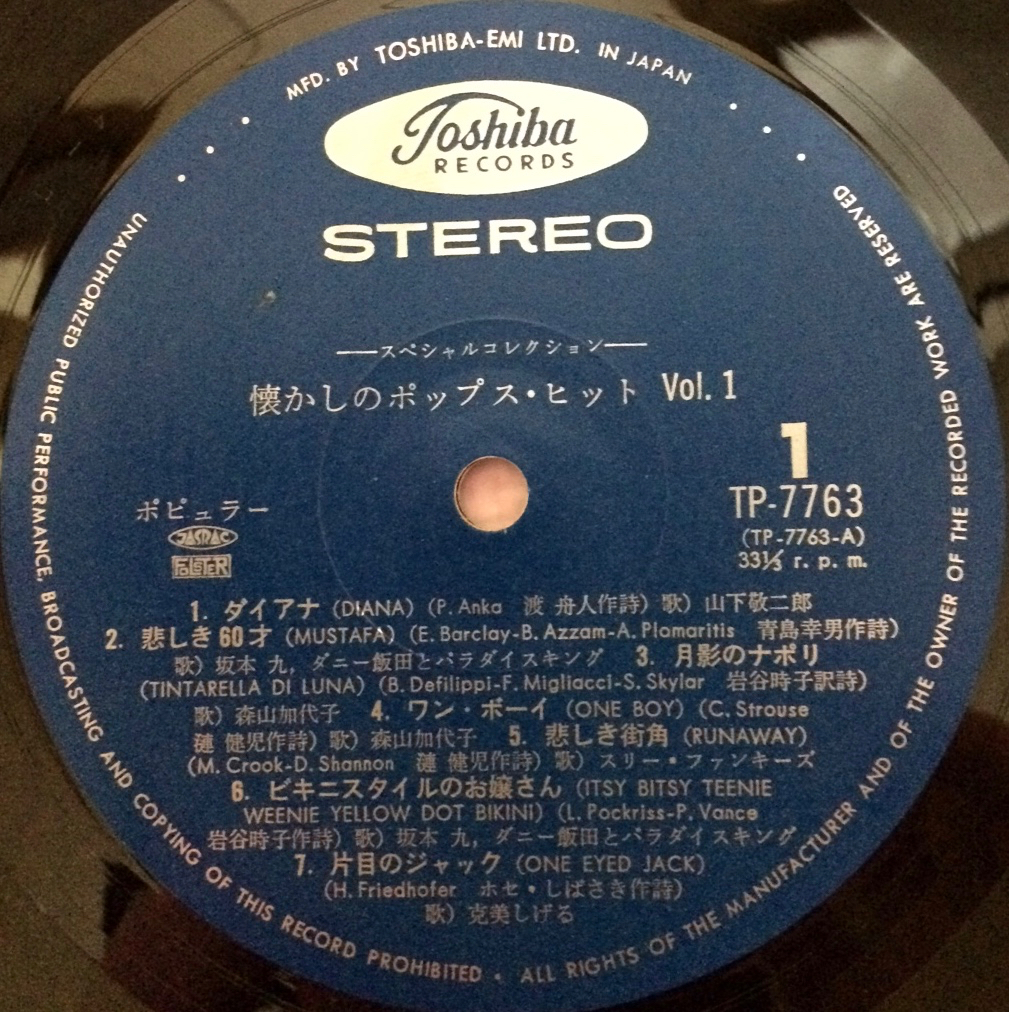 MFD. BY TOSHIBA-EMI LTD. IN JAPAN
Toshiba
RECORDS
STEREO
スペシャルコレクション
懐かしのポップス・ヒット Vol. 1
1
TP-7763
(TP-7763-A)
33⅓ r. p. m.
ポピュラー
JASRAC
FOLSTER
1. ダイアナ (DIANA) (P. Anka 渡 舟人作詩) 歌) 山下敬二郎
2. 悲しき60才 (MUSTAFA) (E. Barclay-B. Azzam-A. Plamaritis 青島幸男作詩)
歌) 坂本 九, ダニー飯田とパラダイスキング 3. 月影のナポリ
(TINTARELLA DI LUNA) (B. Defilippi-F. Migliacci-S. Skylar 岩谷時子訳詩)
歌) 森山加代子 4. ワン・ボーイ (ONE BOY) (C. Strouse
漣 健児作詩) 歌) 森山加代子 5. 悲しき街角 (RUNAWAY)
(M. Crook-D. Shannon 漣 健児作詩) 歌) スリー・ファンキーズ
6. ビキニスタイルのお嬢さん (ITSY BITSY TEENIE
WEENIE YELLOW DOT BIKINI) (L. Pockriss-P. Vance
岩谷時子作詩) 歌) 坂本 九, ダニー飯田とパラダイスキング
7. 片目のジャック (ONE EYED JACK)
(H. Friedhofer ホセ・しばさき作詩)
歌) 克美しげる
UNAUTHORIZED PUBLIC PERFORMANCE, BROADCASTING AND COPYING OF THIS RECORD PROHIBITED • ALL RIGHTS OF THE MANUFACTURER AND OF THE OWNER OF THE RECORDED WORK ARE RESERVED